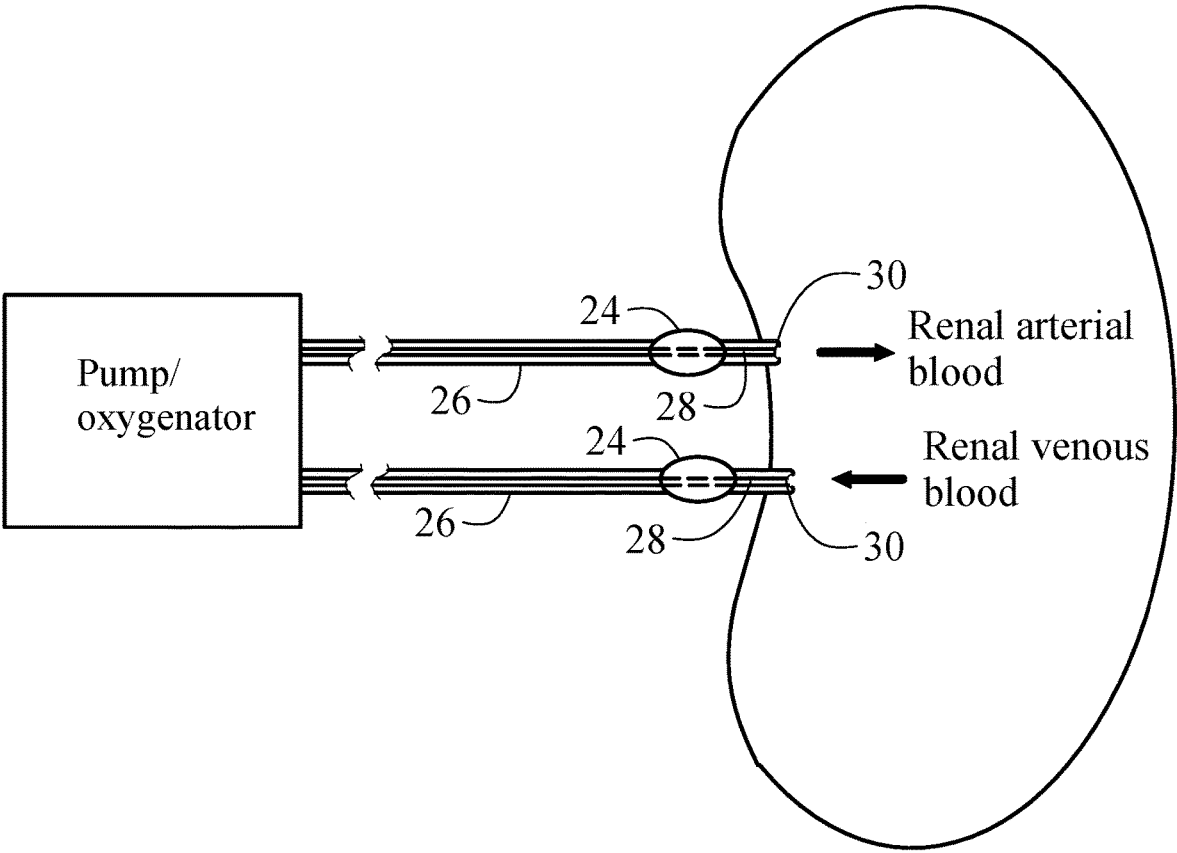 30
24
Renal arterial
blood
Pump/
oxygenator
26
28
24
Renal venous
blood
26
28
30